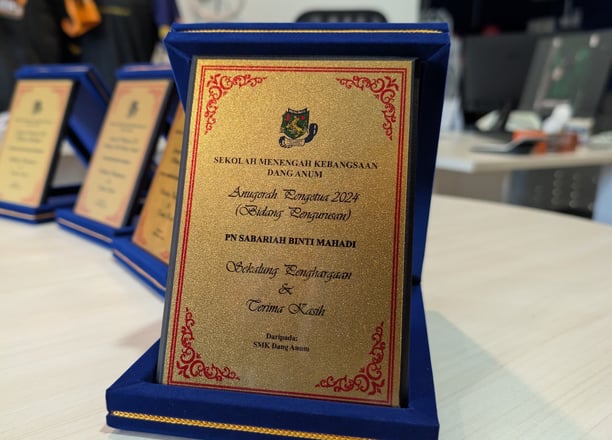 SEKOLAH MENENGAH KEBANGSAAN
DANG ANUM
Anugerah Pengetua 2024
(Bidang Pengurusan)
PN SABARIAH BINTI MAHADI
Sekalung Penghargaan
&
Terima Kasih
Daripada:
SMK Dang Anum